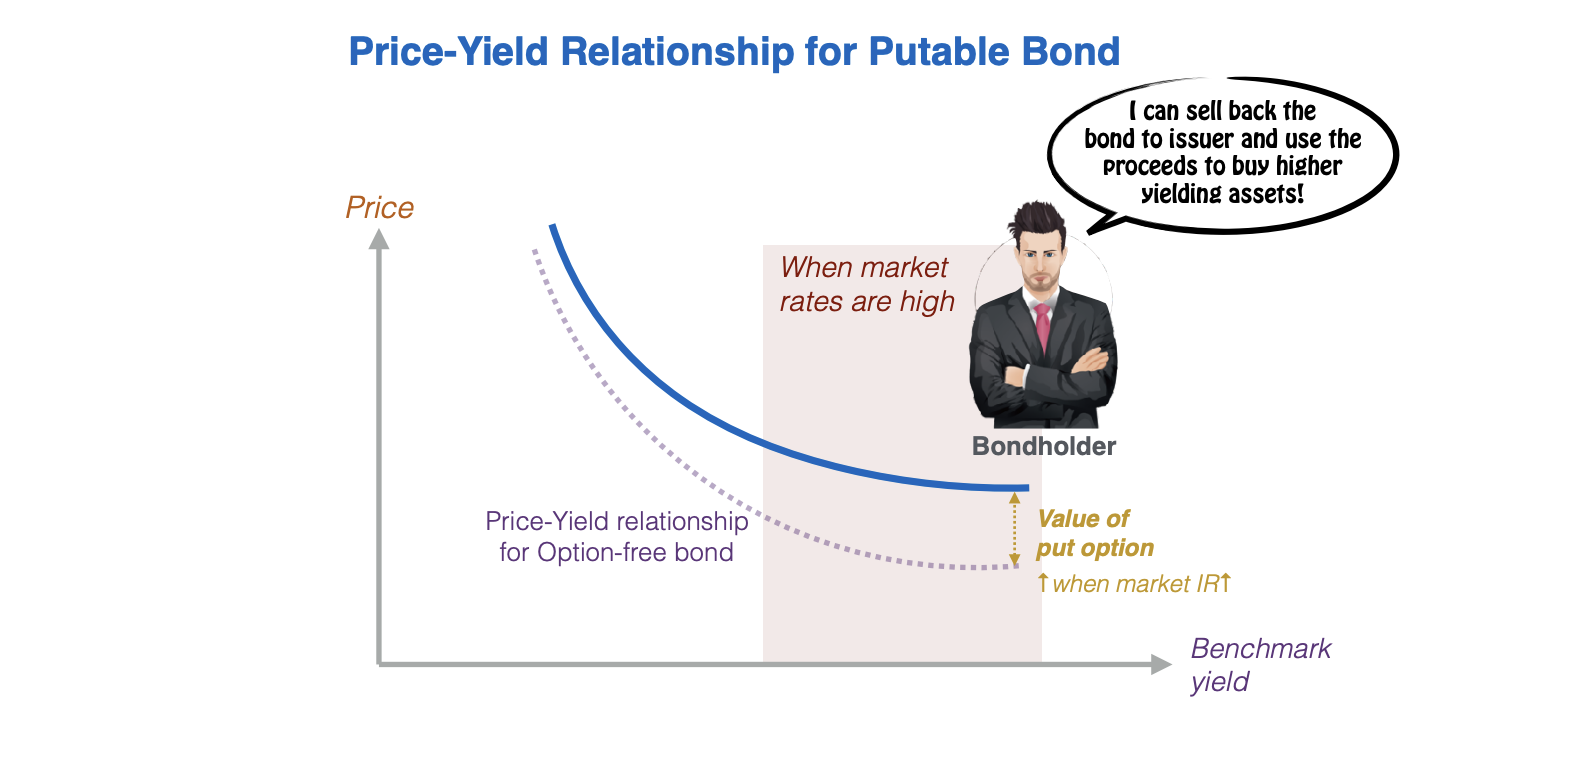 Price-Yield Relationship for Putable Bond
I can sell back the
bond to issuer and use the
proceeds to buy higher
yielding assets!
Price
When market
rates are high
Bondholder
Price-Yield relationship
for Option-free bond
Value of
put option
↑when market IR↑
Benchmark
yield